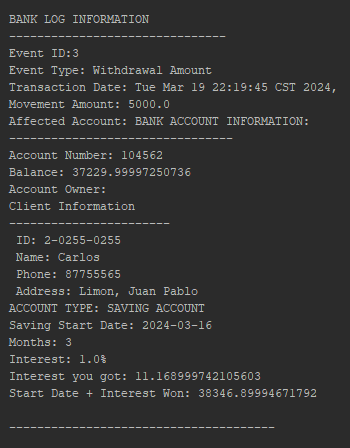 BANK LOG INFORMATION
-------------------------------
Event ID:3
Event Type: Withdrawal Amount
Transaction Date: Tue Mar 19 22:19:45 CST 2024,
Movement Amount: 5000.0
Affected Account: BANK ACCOUNT INFORMATION:
--------------------------------
Account Number: 104562
Balance: 37229.99997250736
Account Owner:
Client Information
-----------------------
ID: 2-0255-0255
Name: Carlos
Phone: 87755565
Address: Limon, Juan Pablo
ACCOUNT TYPE: SAVING ACCOUNT
Saving Start Date: 2024-03-16
Months: 3
Interest: 1.0%
Interest you got: 11.168999742105603
Start Date + Interest Won: 38346.89994671792
--------------------------------------